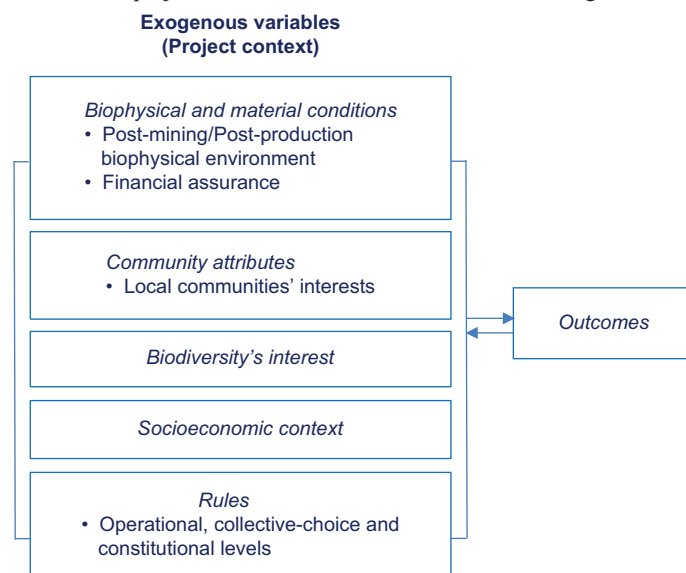 Exogenous variables
(Project context)
Biophysical and material conditions
• Post-mining/Post-production
biophysical environment
• Financial assurance
Community attributes
• Local communities' interests
Biodiversity's interest
Socioeconomic context
Rules
• Operational, collective-choice and
constitutional levels
Outcomes